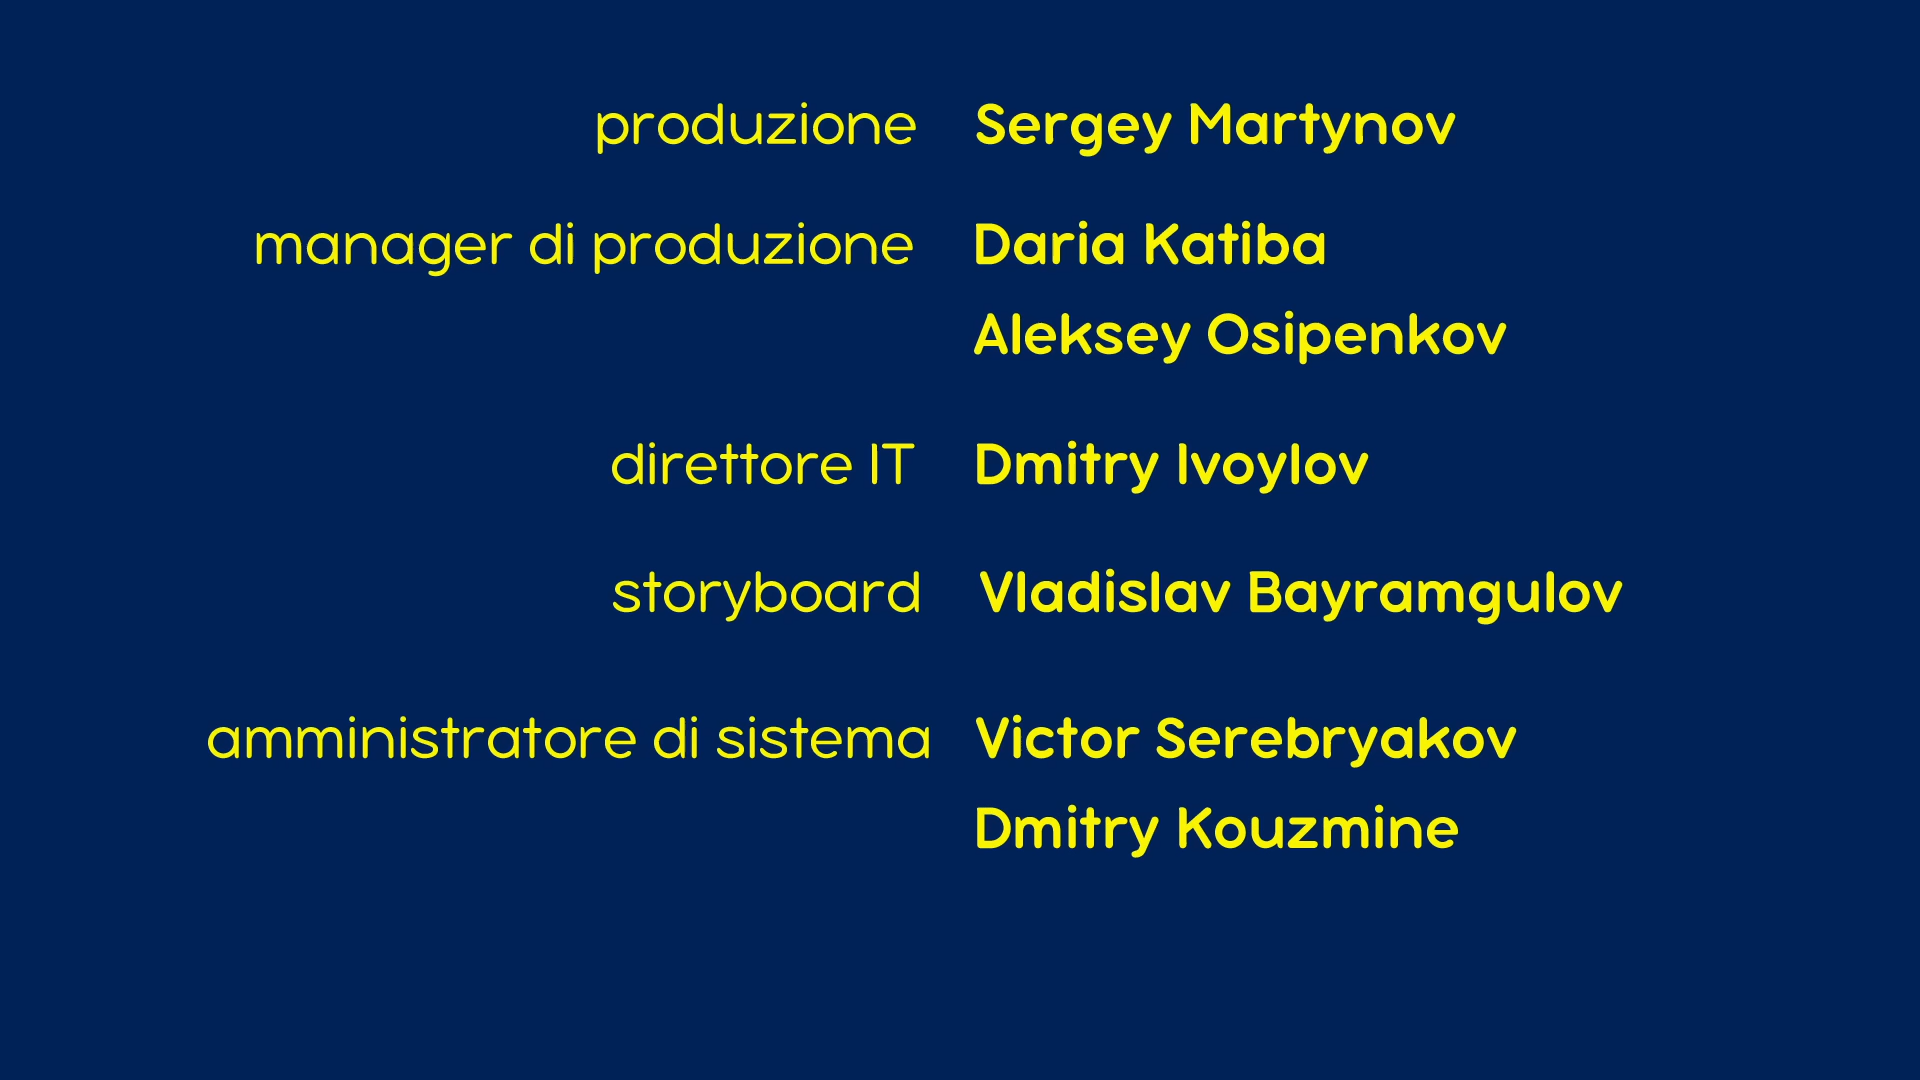 produzione Sergey Martynov
manager di produzione Daria Katiba
Aleksey Osipenkov
direttore IT Dmitry Ivoylov
storyboard Vladislav Bayramgulov
amministratore di sistema Victor Serebryakov
Dmitry Kouzmine